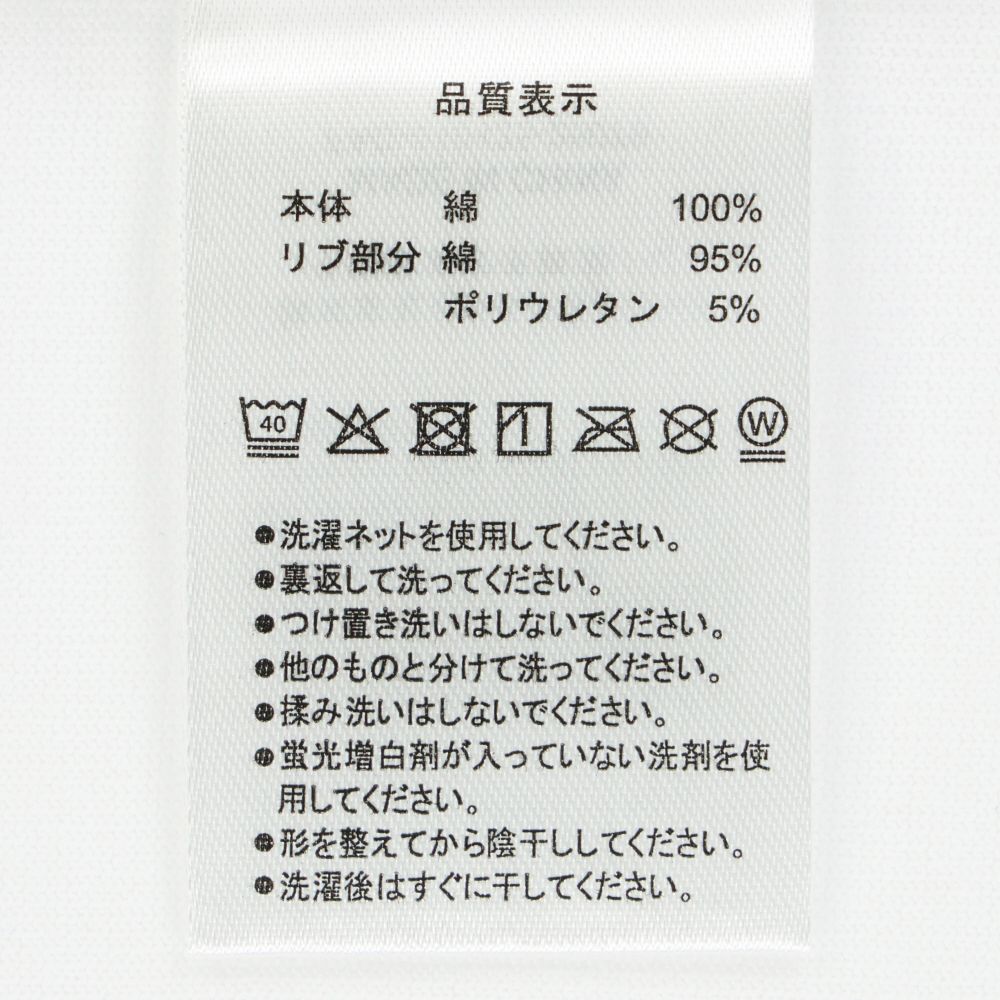 品質表示
本体 綿 100%
リブ部分 綿 95%
ポリウレタン 5%
40 W
●洗濯ネットを使用してください。
●裏返して洗ってください。
●つけ置き洗いはしないでください。
●他のものと分けて洗ってください。
●揉み洗いはしないでください。
●蛍光増白剤が入っていない洗剤を使
用してください。
●形を整えてから陰干ししてください。
●洗濯後はすぐに干してください。